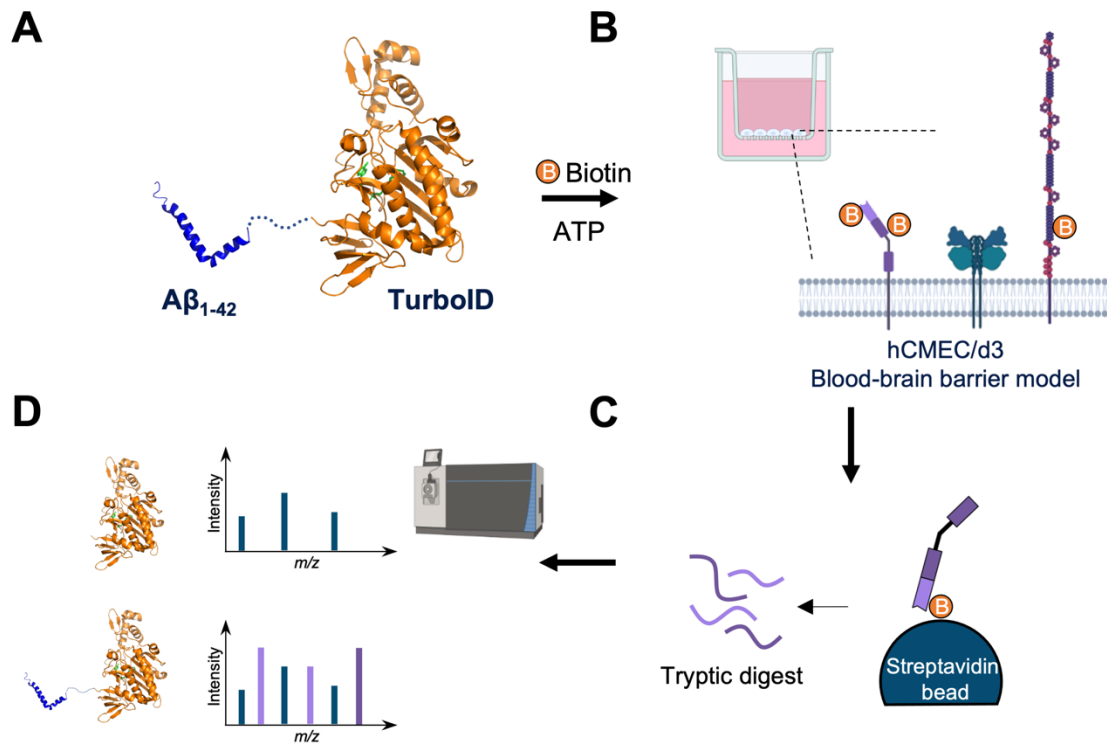 A
Aβ1-42
TurboID
B Biotin
ATP
B
B
B
B
hCMEC/d3
Blood-brain barrier model
C
B
Streptavidin
bead
Tryptic digest
D
Intensity
m/z
Intensity
m/z